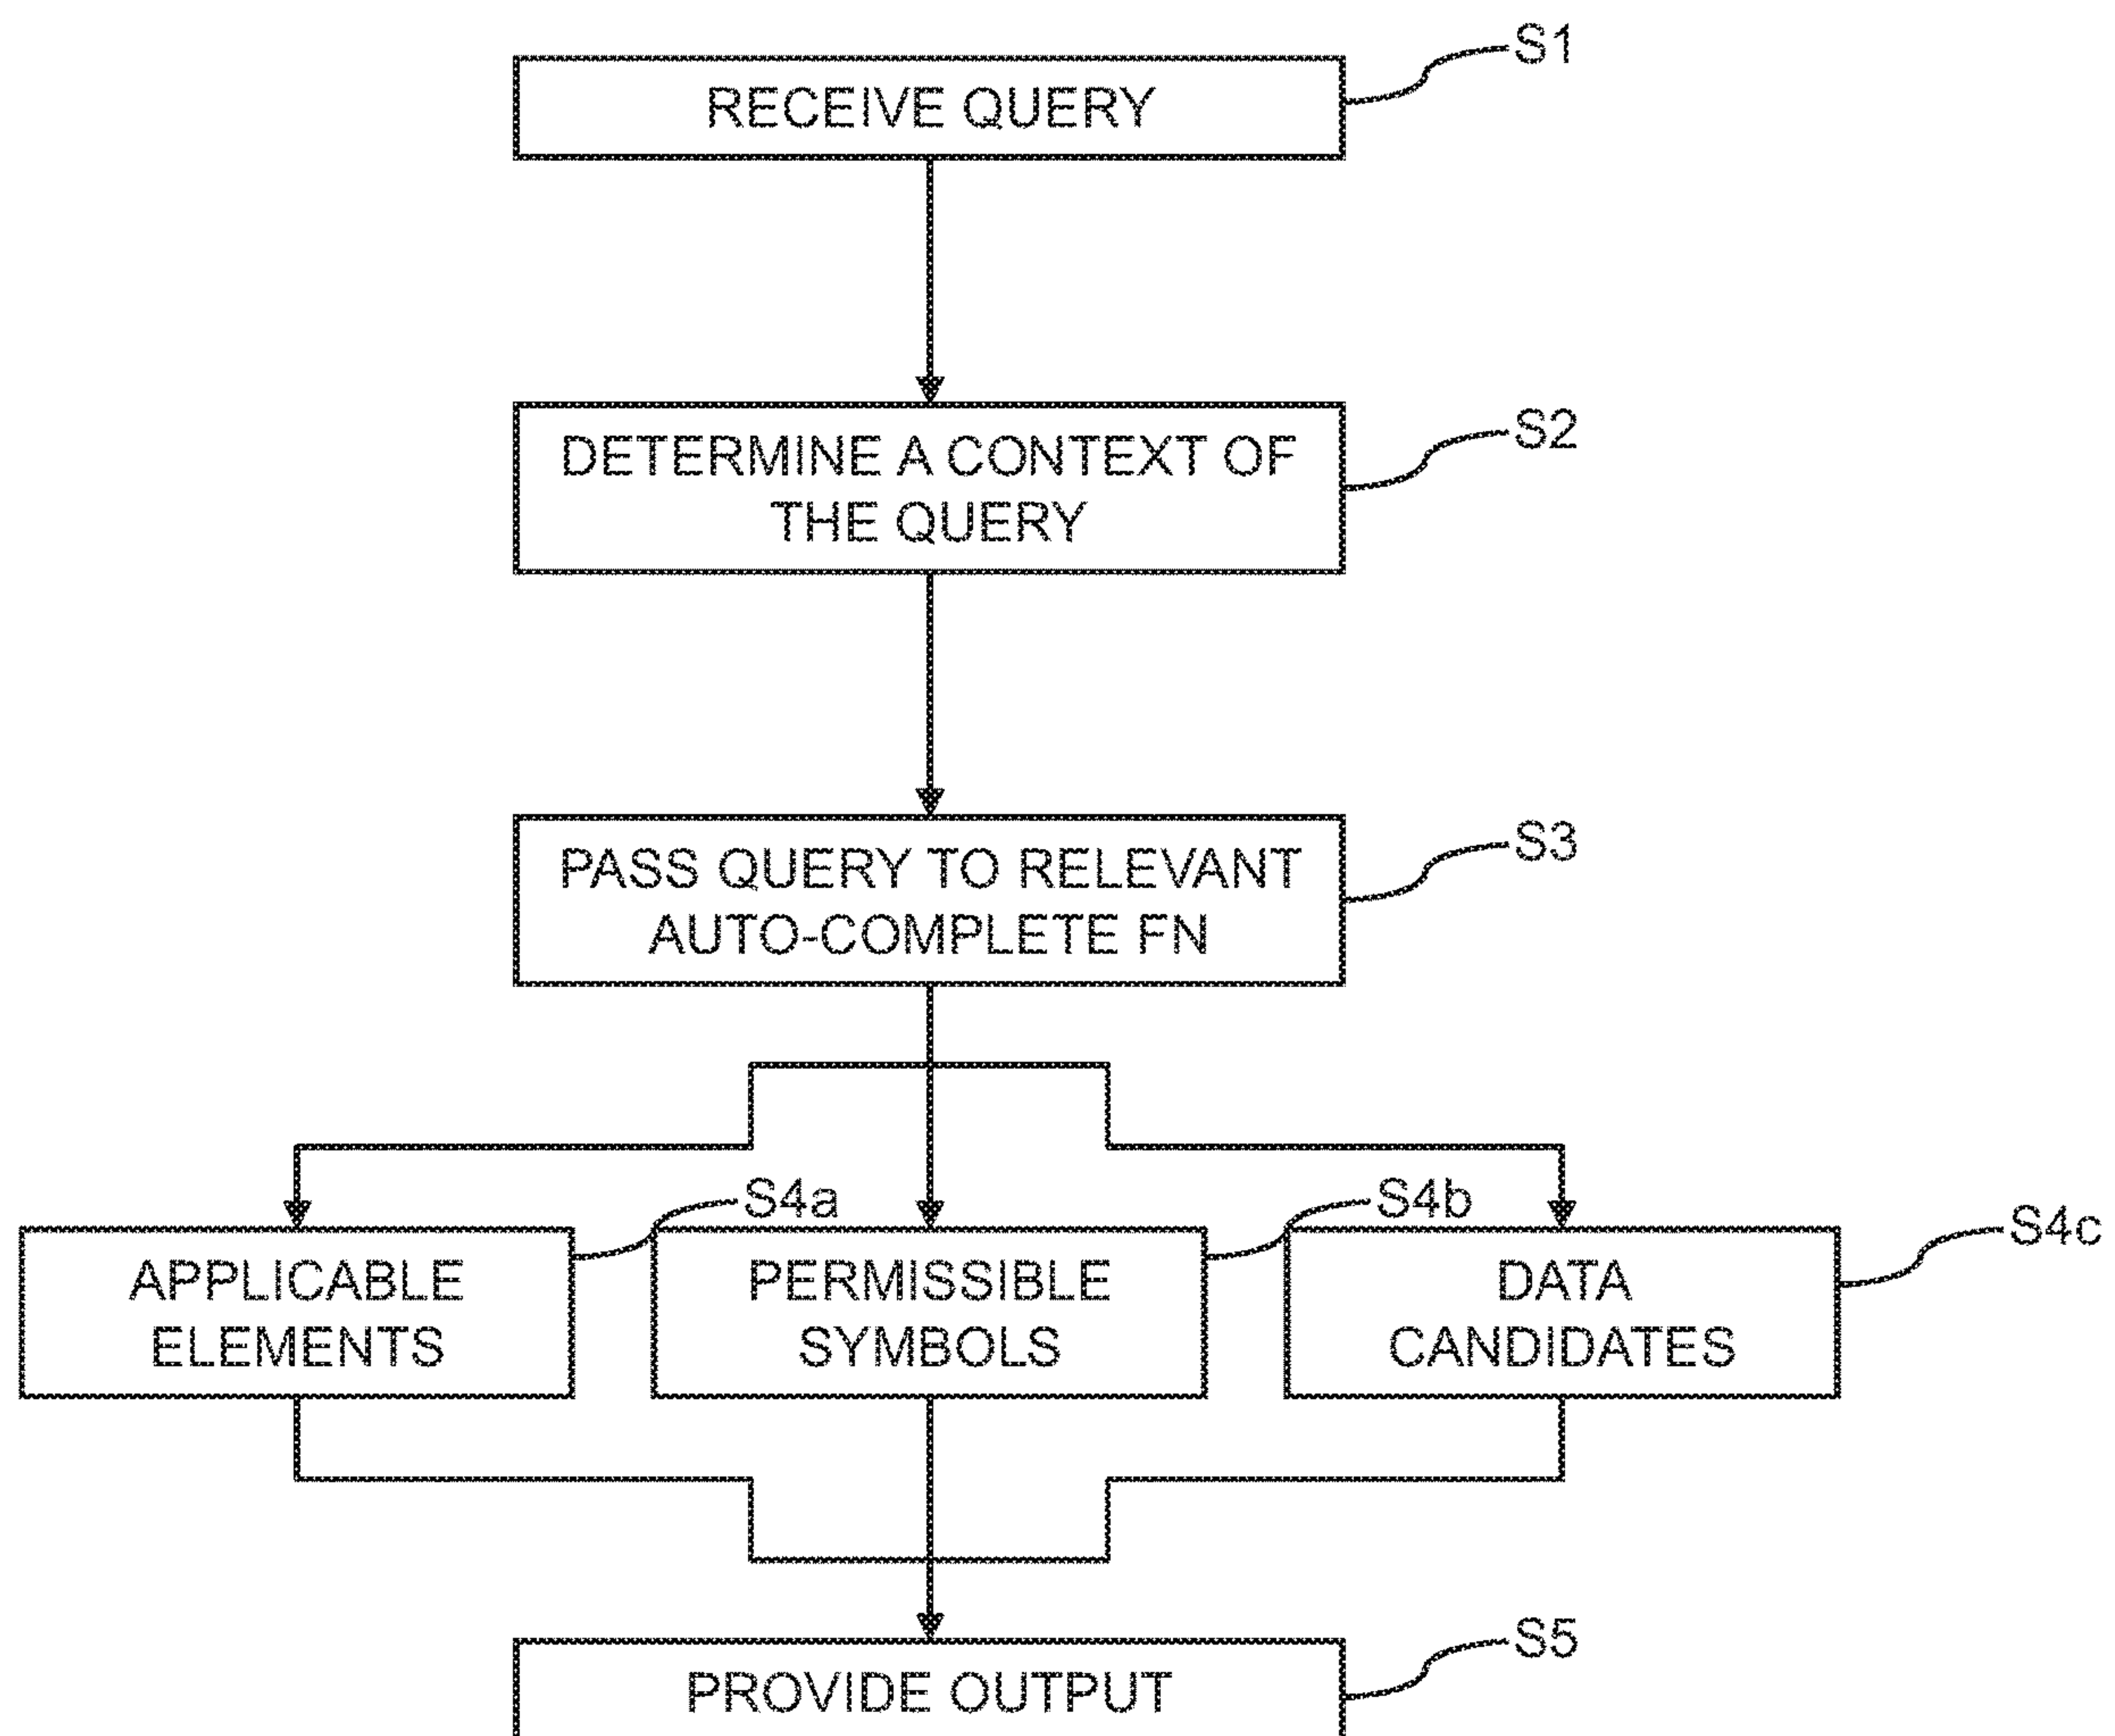 S1
RECEIVE QUERY
S2
DETERMINE A CONTEXT OF
THE QUERY
S3
PASS QUERY TO RELEVANT
AUTO-COMPLETE FN
S4a
APPLICABLE
ELEMENTS
S4b
PERMISSIBLE
SYMBOLS
S4c
DATA
CANDIDATES
S5
PROVIDE OUTPUT